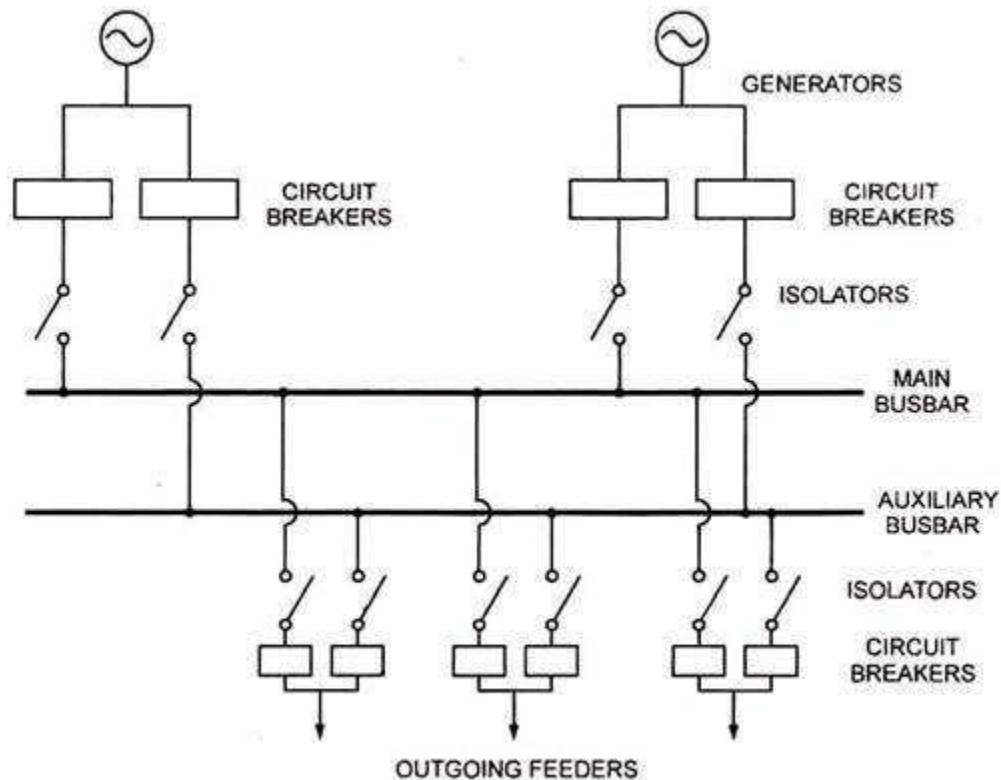 GENERATORS
CIRCUIT
BREAKERS
CIRCUIT
BREAKERS
ISOLATORS
MAIN
BUSBAR
AUXILIARY
BUSBAR
ISOLATORS
CIRCUIT
BREAKERS
OUTGOING FEEDERS